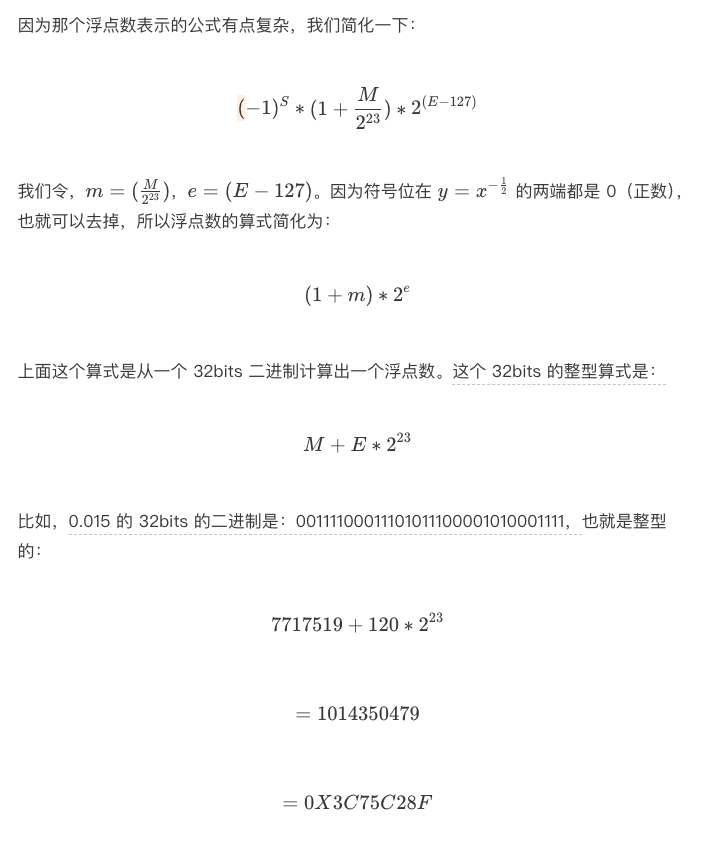 因为那个浮点数表示的公式有点复杂，我们简化一下：
(−1)^S ∗ (1 + M/2^23) ∗ 2^(E−127)
我们令，m = (M/2^23)，e = (E − 127)。因为符号位在 y = x^(−1/2) 的两端都是 0（正数），
也就可以去掉，所以浮点数的算式简化为：
(1 + m) ∗ 2^e
上面这个算式是从一个 32bits 二进制计算出一个浮点数。这个 32bits 的整型算式是：
M + E ∗ 2^23
比如，0.015 的 32bits 的二进制是：00111100011101011100001010001111，也就是整型
的：
7717519 + 120 ∗ 2^23
= 1014350479
= 0X3C75C28F